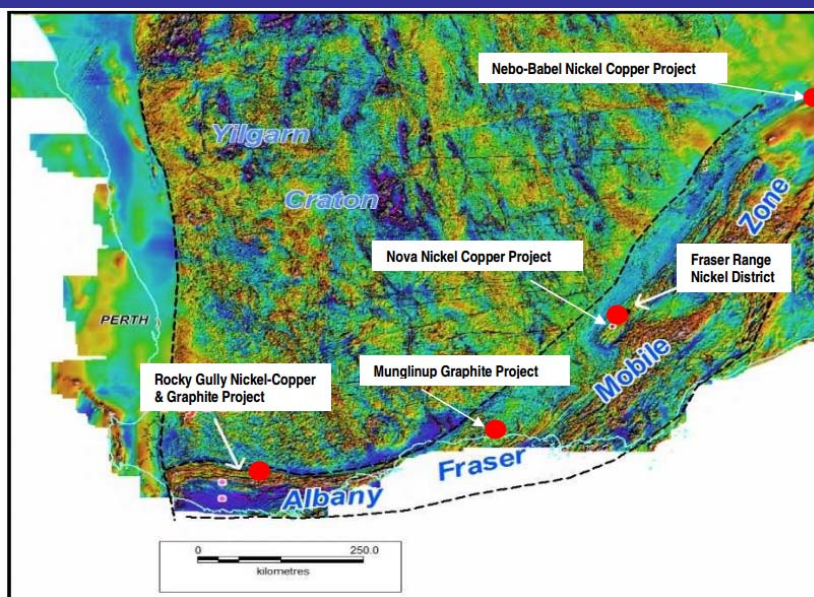 Nebo-Babel Nickel Copper Project
Yilgarn
Craton
Zone
Nova Nickel Copper Project
Fraser Range
Nickel District
PERTH
Mobile
Rocky Gully Nickel-Copper
& Graphite Project
Munglinup Graphite Project
Fraser
Albany
0 250.0
kilometres